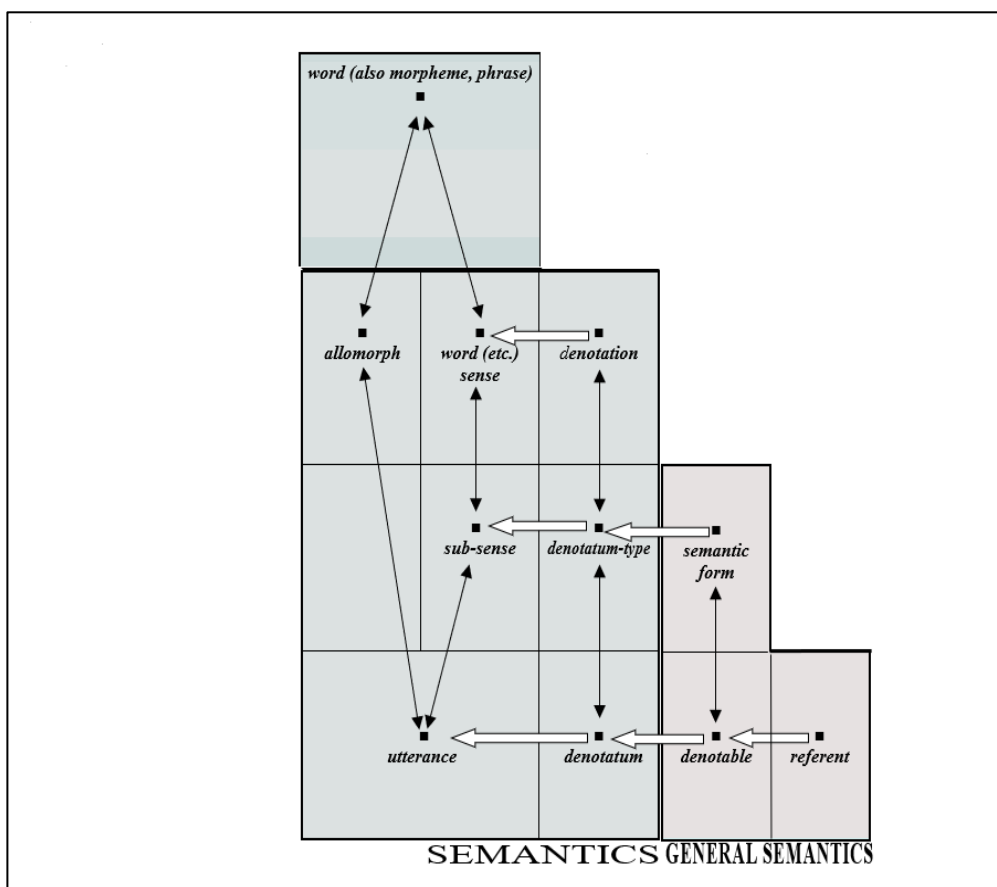 word (also morpheme, phrase)
allomorph
word (etc.)
sense
denotation
sub-sense
denotatum-type
semantic
form
utterance
denotatum
denotable
referent
SEMANTICS GENERAL SEMANTICS